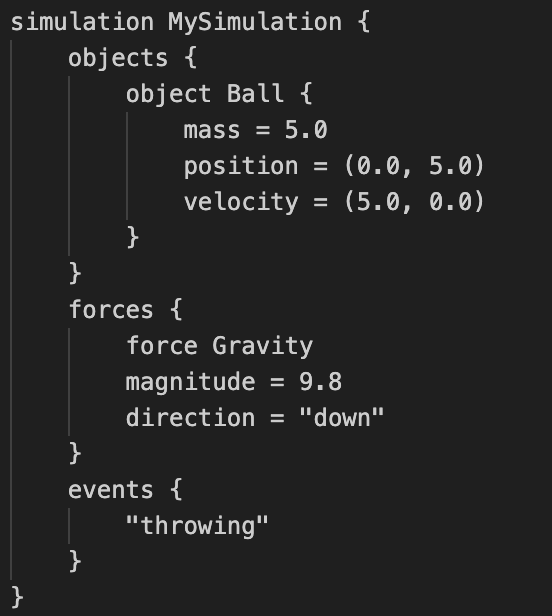 simulation MySimulation {
    objects {
        object Ball {
            mass = 5.0
            position = (0.0, 5.0)
            velocity = (5.0, 0.0)
        }
    }
    forces {
        force Gravity
        magnitude = 9.8
        direction = "down"
    }
    events {
        "throwing"
    }
}